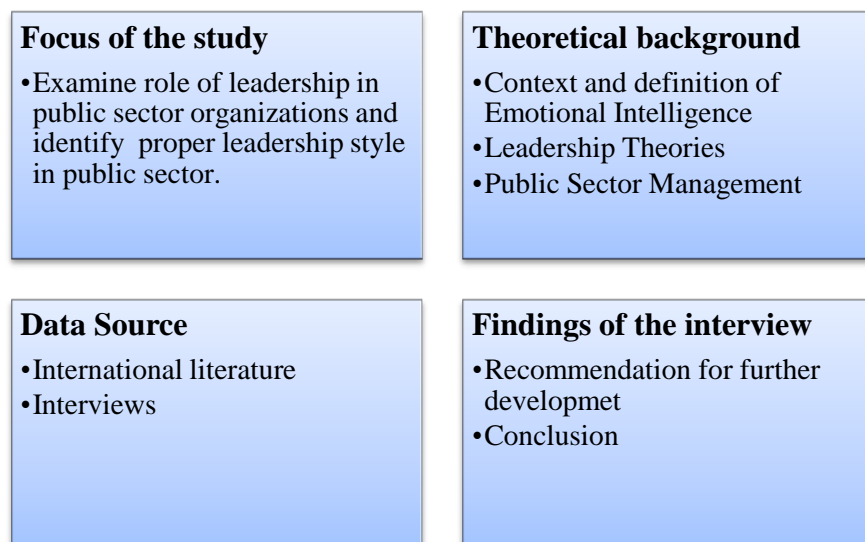 Focus of the study
•Examine role of leadership in
public sector organizations and
identify proper leadership style
in public sector.
Theoretical background
•Context and definition of
Emotional Intelligence
•Leadership Theories
•Public Sector Management
Data Source
•International literature
•Interviews
Findings of the interview
•Recommendation for further
developmet
•Conclusion